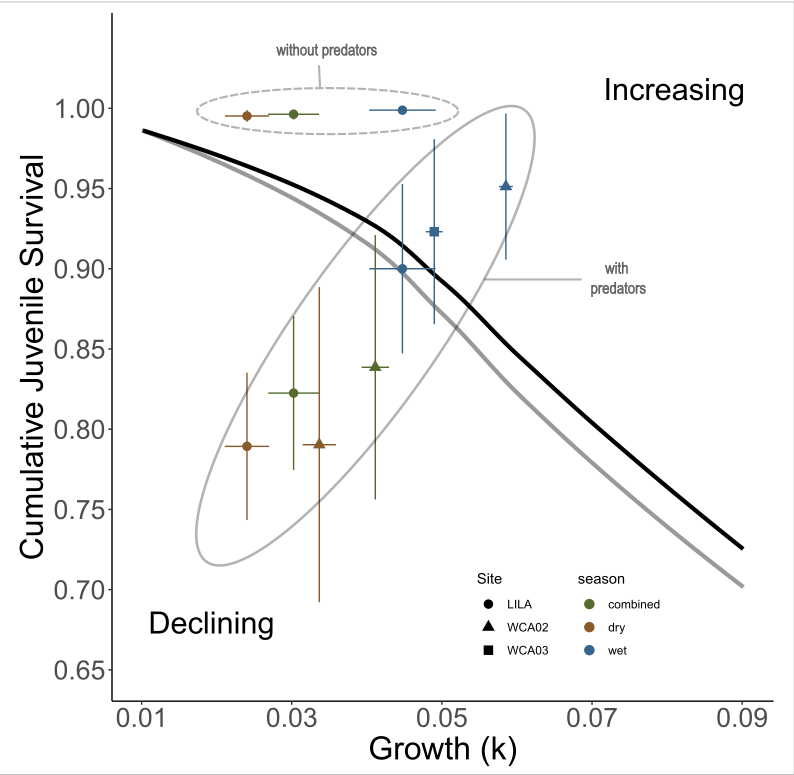 without predators
Increasing
1.00
0.95
0.90
0.85
0.80
0.75
0.70
0.65
Cumulative Juvenile Survival
with
predators
Declining
Site
LILA
WCA02
WCA03
season
combined
dry
wet
0.01 0.03 0.05 0.07 0.09
Growth (k)